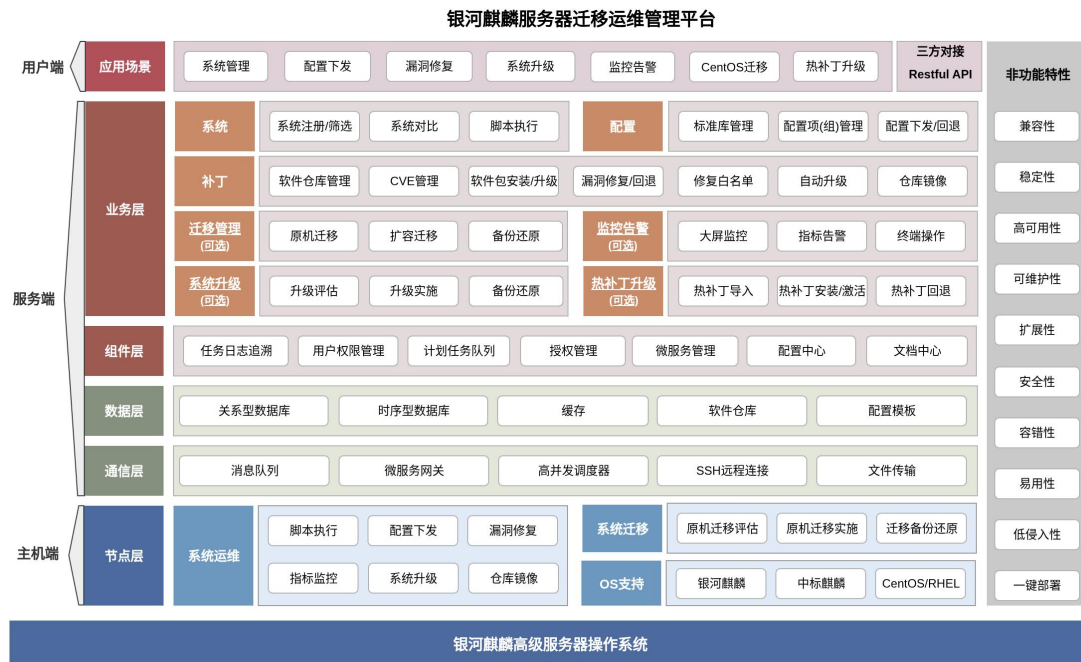 银河麒麟服务器迁移运维管理平台
用户端
应用场景
系统管理
配置下发
漏洞修复
系统升级
监控告警
CentOS迁移
热补丁升级
三方对接
Restful API
非功能特性
兼容性
稳定性
高可用性
可维护性
扩展性
安全性
容错性
易用性
低侵入性
一键部署
服务端
业务层
系统
系统注册/筛选
系统对比
脚本执行
配置
标准库管理
配置项(组)管理
配置下发/回退
补丁
软件仓库管理
CVE管理
软件包安装/升级
漏洞修复/回退
修复白名单
自动升级
仓库镜像
迁移管理
(可选)
原机迁移
扩容迁移
备份还原
监控告警
(可选)
大屏监控
指标告警
终端操作
系统升级
(可选)
升级评估
升级实施
备份还原
热补丁升级
(可选)
热补丁导入
热补丁安装/激活
热补丁回退
组件层
任务日志追溯
用户权限管理
计划任务队列
授权管理
微服务管理
配置中心
文档中心
数据层
关系型数据库
时序型数据库
缓存
软件仓库
配置模板
通信层
消息队列
微服务网关
高并发调度器
SSH远程连接
文件传输
主机端
节点层
系统运维
脚本执行
配置下发
漏洞修复
指标监控
系统升级
仓库镜像
系统迁移
原机迁移评估
原机迁移实施
迁移备份还原
OS支持
银河麒麟
中标麒麟
CentOS/RHEL
银河麒麟高级服务器操作系统